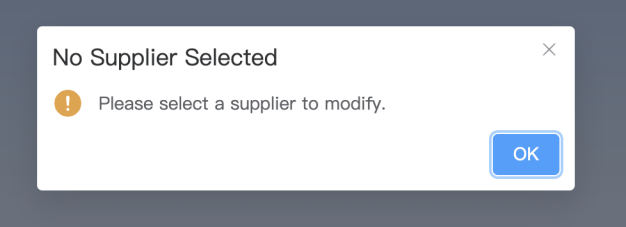 No Supplier Selected
Please select a supplier to modify.
OK